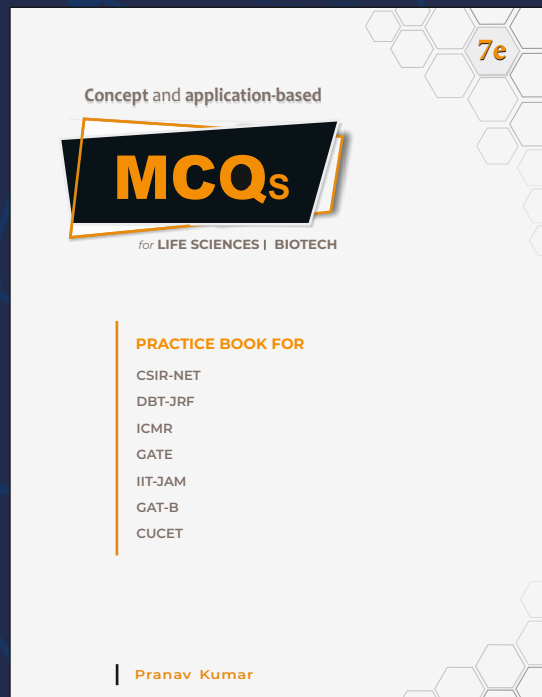 7e
Concept and application-based
MCQs
for LIFE SCIENCES | BIOTECH
PRACTICE BOOK FOR
CSIR-NET
DBT-JRF
ICMR
GATE
IIT-JAM
GAT-B
CUCET
Pranav Kumar